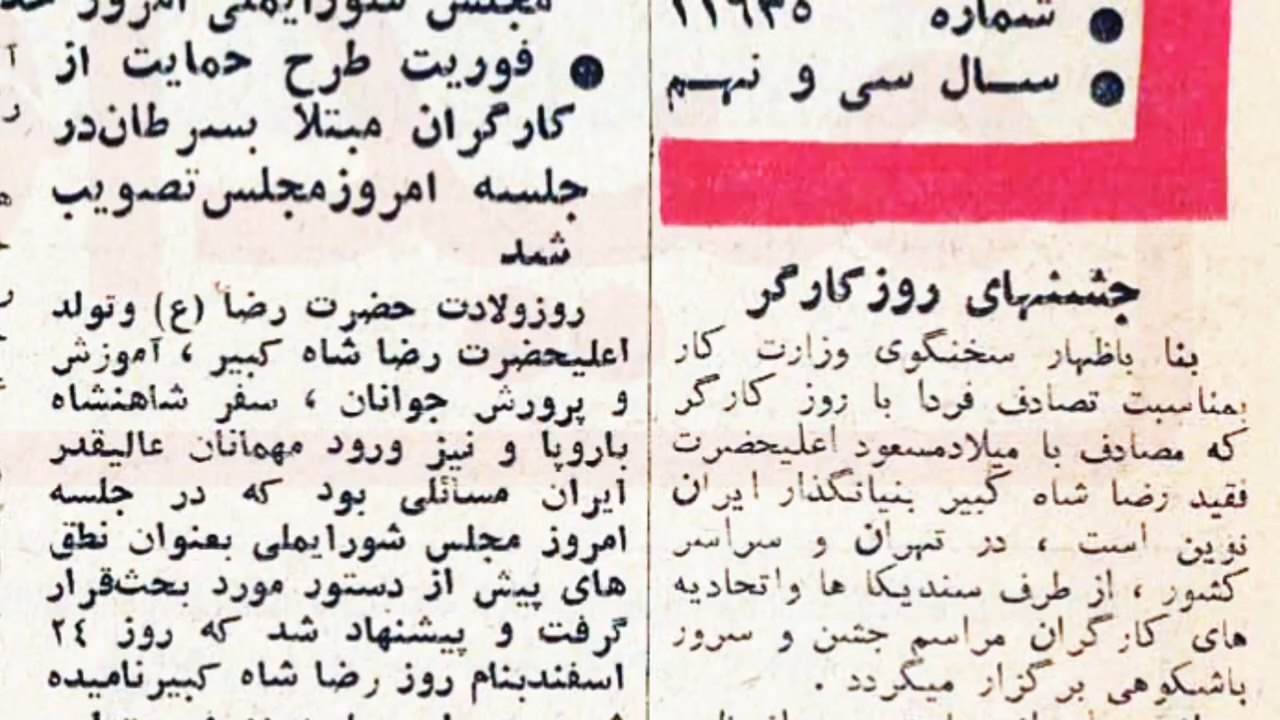 شماره ۱۱۹۳۵
سال سی و نهم
جشنهای روز کارگر
بنا باظهار سخنگوی وزارت کار
بمناسبت تصادف فردا با روز کارگر
که مصادف با میلادمسعود اعلیحضرت
فقید رضا شاه کبیر بنیانگذار ایران
نوین است ، در تهران و سراسر
کشور ، از طرف سندیکا ها واتحادیه
های کارگران مراسم جشن و سرور
باشکوهی برگزار میگردد .
مجلس شورایملی امروز
فوریت طرح حمایت از
کارگران مبتلا بسرطان‌در
جلسه امروزمجلس‌تصویب
شد
روزولادت حضرت رضا (ع) وتولد
اعلیحضرت رضا شاه کبیر ، آموزش
و پرورش جوانان ، سفر شاهنشاه
باروپا و نیز ورود مهمانان عالیقدر
ایران مسائلی بود که در جلسه
امروز مجلس شورایملی بعنوان نطق
های پیش از دستور مورد بحث‌قرار
گرفت و پیشنهاد شد که روز ۲٤
اسفندبنام روز رضا شاه کبیرنامیده